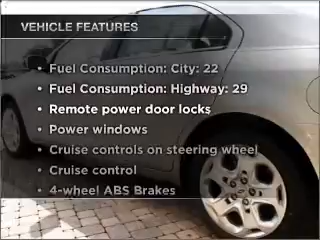 VEHICLE FEATURES
• Fuel Consumption: City: 22
• Fuel Consumption: Highway: 29
• Remote power door locks
• Power windows
• Cruise controls on steering wheel
• Cruise control
• 4-wheel ABS Brakes